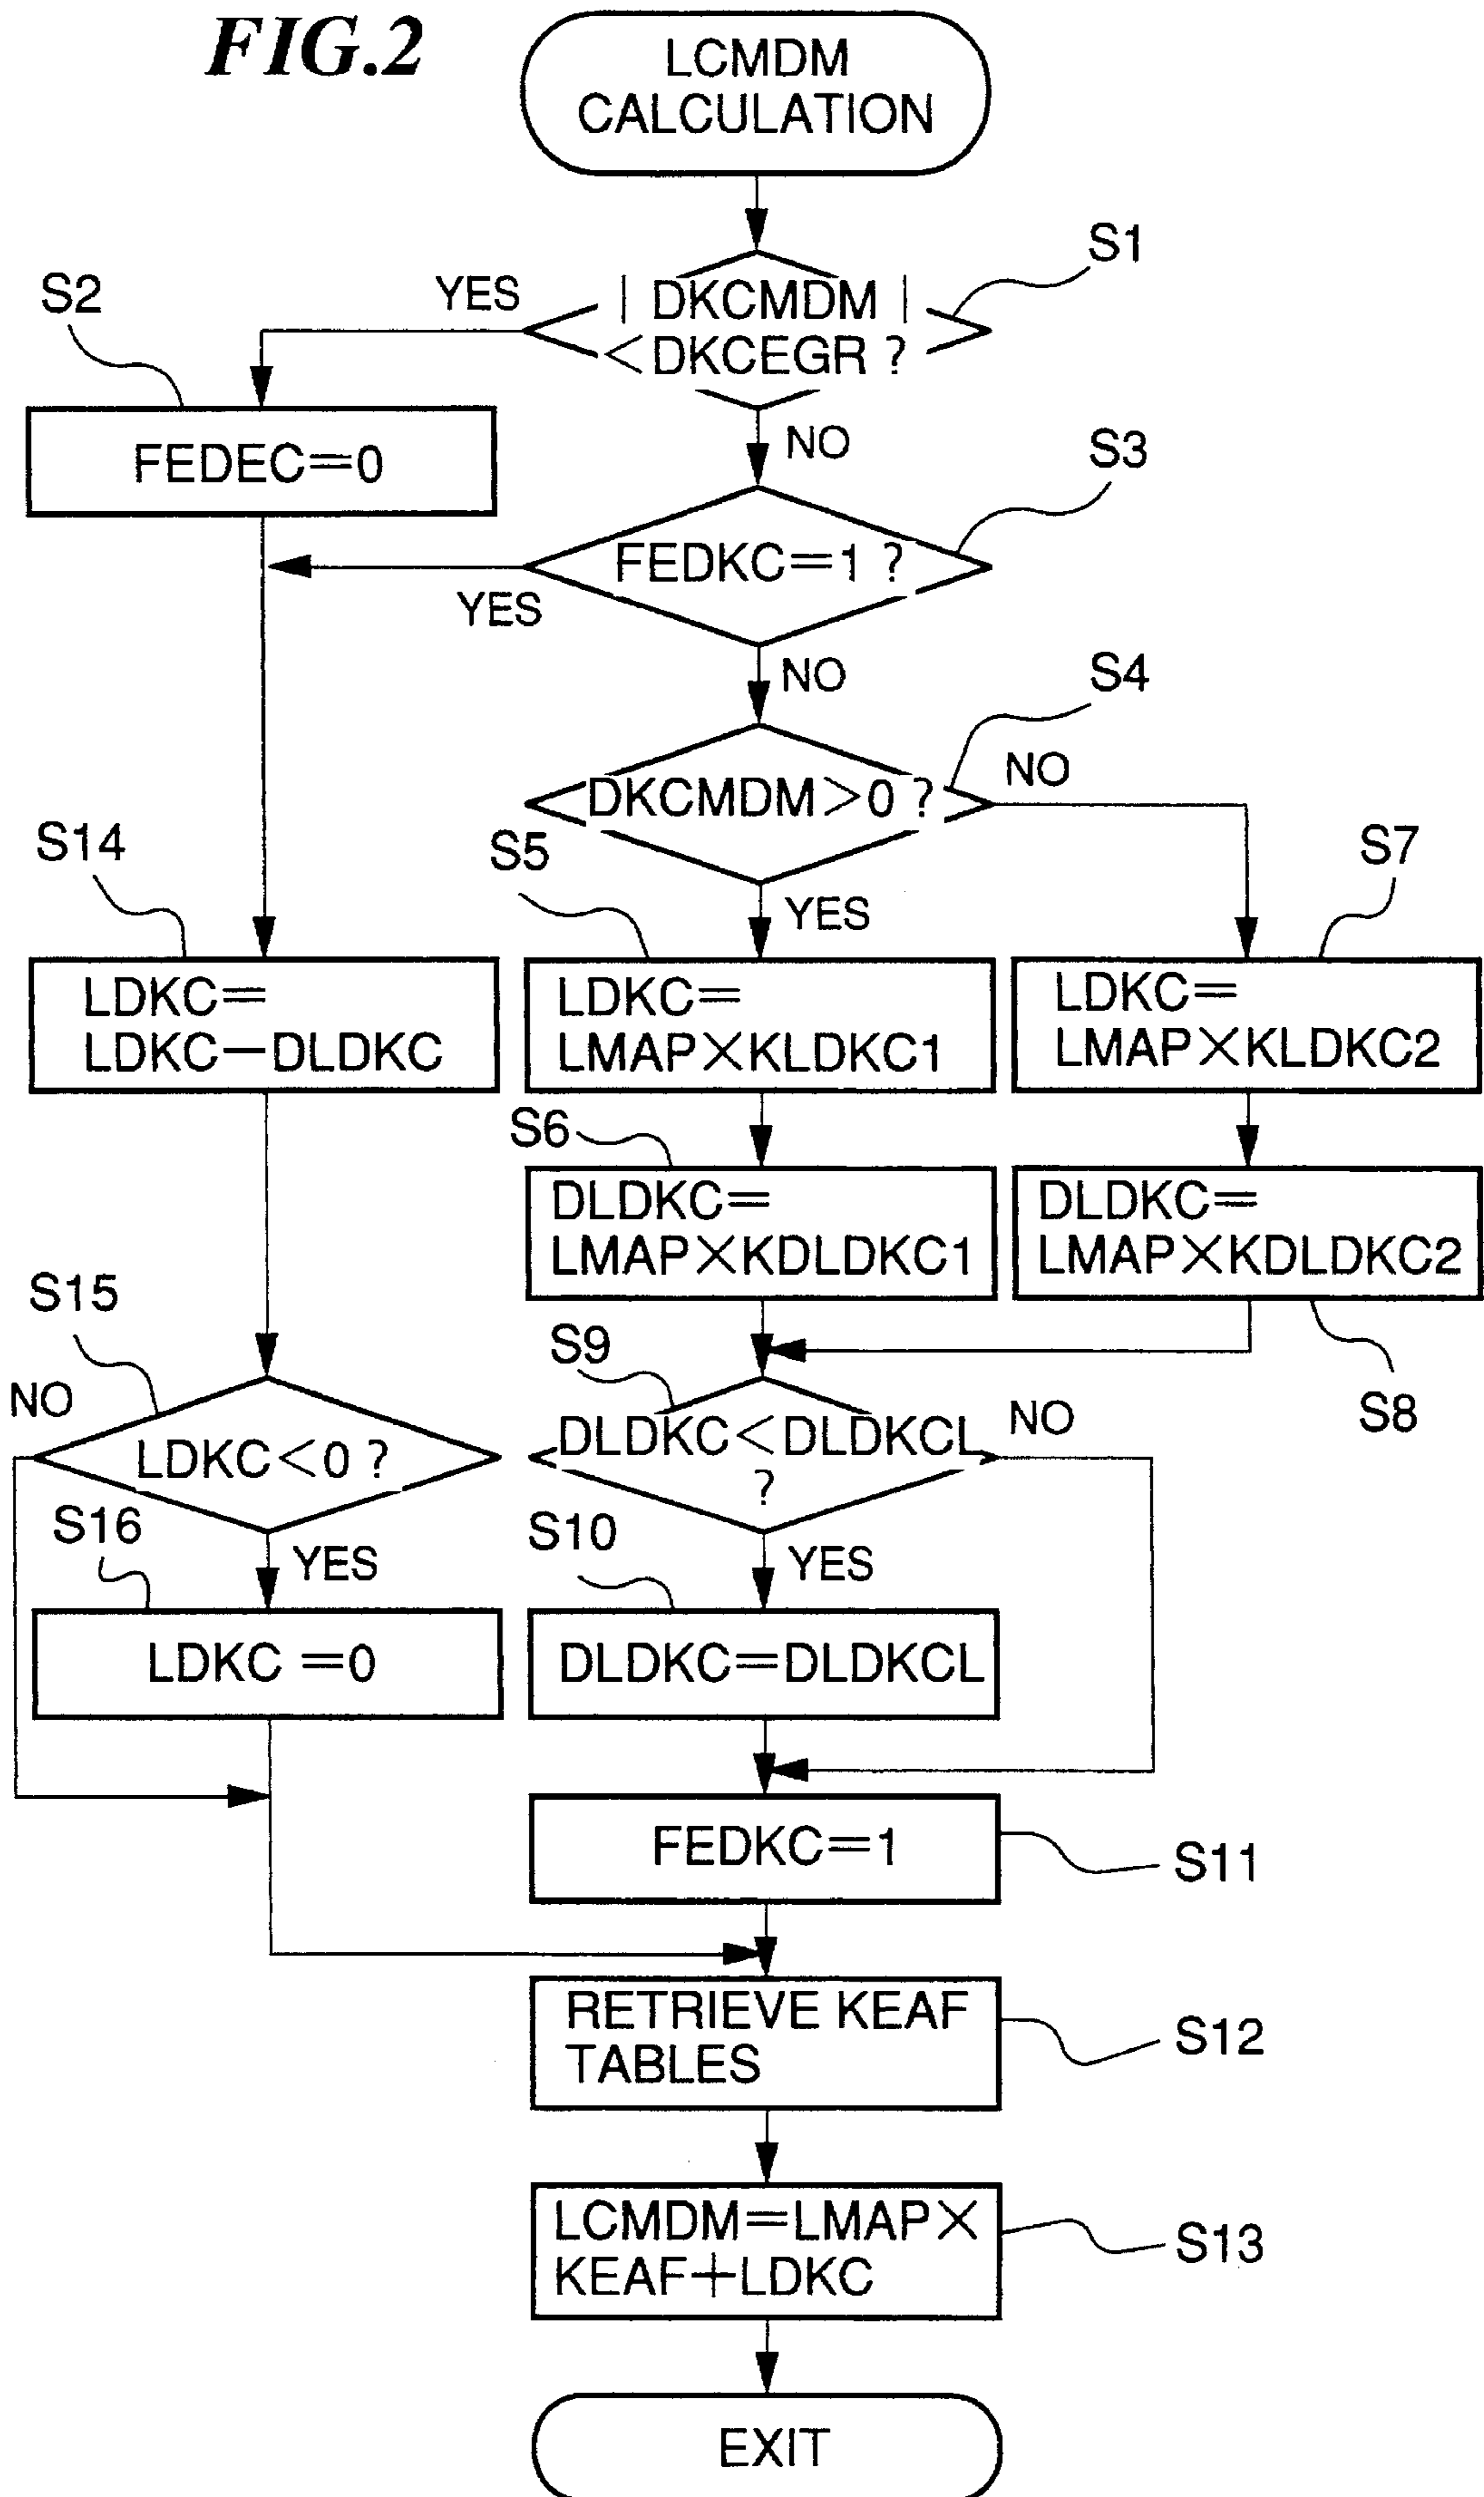 FIG.2
LCMDM
CALCULATION
S1
| DKCMDM |
<DKCEGR ?
YES
S2
FEDEC=0
NO
S3
FEDKC=1 ?
YES
NO
S4
DKCMDM>0 ?
NO
S14
S5
YES
S7
LDKC=
LDKC-DLDKC
LDKC=
LMAP×KLDKC1
LDKC=
LMAP×KLDKC2
S6
DLDKC=
LMAP×KDLDKC1
DLDKC=
LMAP×KDLDKC2
S15
S9
S8
NO
LDKC<0 ?
DLDKC<DLDKCL
?
NO
S16
YES
S10
YES
LDKC =0
DLDKC=DLDKCL
FEDKC=1
S11
RETRIEVE KEAF
TABLES
S12
LCMDM=LMAP×
KEAF+LDKC
S13
EXIT